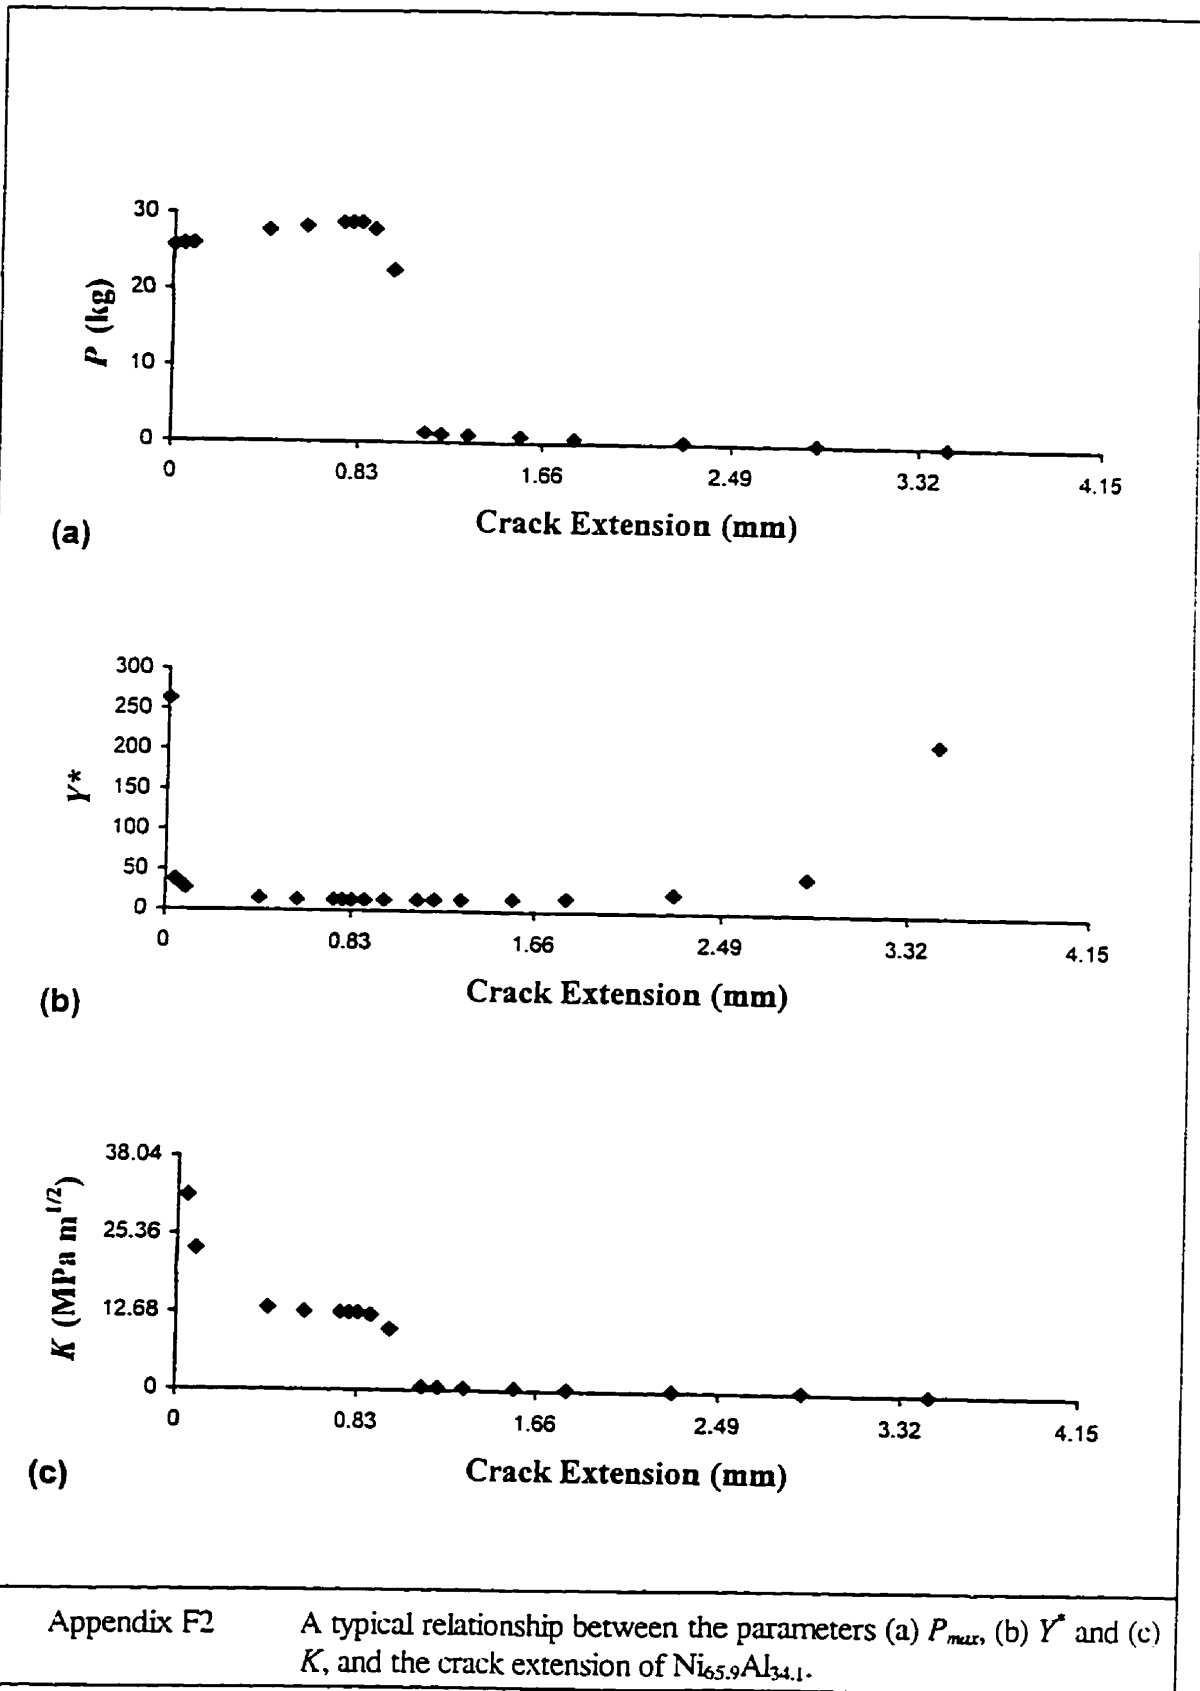 30
20
10
0
P (kg)
0 0.83 1.66 2.49 3.32 4.15
Crack Extension (mm)
(a)
300
250
200
150
100
50
0
Y*
0 0.83 1.66 2.49 3.32 4.15
Crack Extension (mm)
(b)
38.04
25.36
12.68
0
K (MPa m1/2)
0 0.83 1.66 2.49 3.32 4.15
Crack Extension (mm)
(c)
Appendix F2 A typical relationship between the parameters (a) Pmax, (b) Y* and (c)
K, and the crack extension of Ni65.9Al34.1.